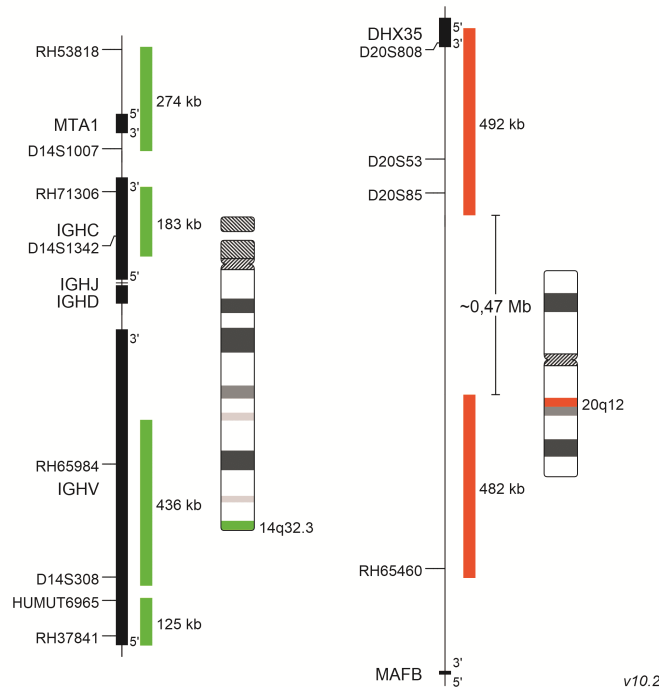 RH53818
274 kb
5'
MTA1
3'
D14S1007
3'
RH71306
IGHC
183 kb
D14S1342
5'
IGHJ
IGHD
3'
RH65984
IGHV
436 kb
14q32.3
D14S308
HUMUT6965
125 kb
RH37841
5'
DHX35
5'
D20S808
3'
492 kb
D20S53
D20S85
~0,47 Mb
20q12
482 kb
RH65460
3'
MAFB
5'
v10.2